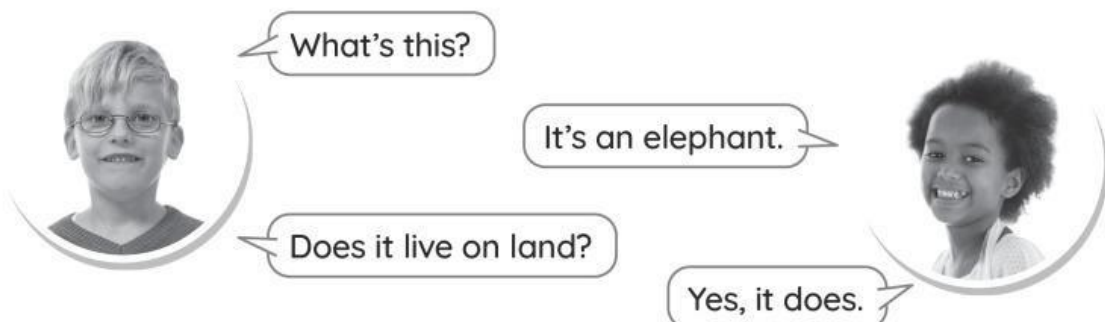 What's this?
It's an elephant.
Does it live on land?
Yes, it does.